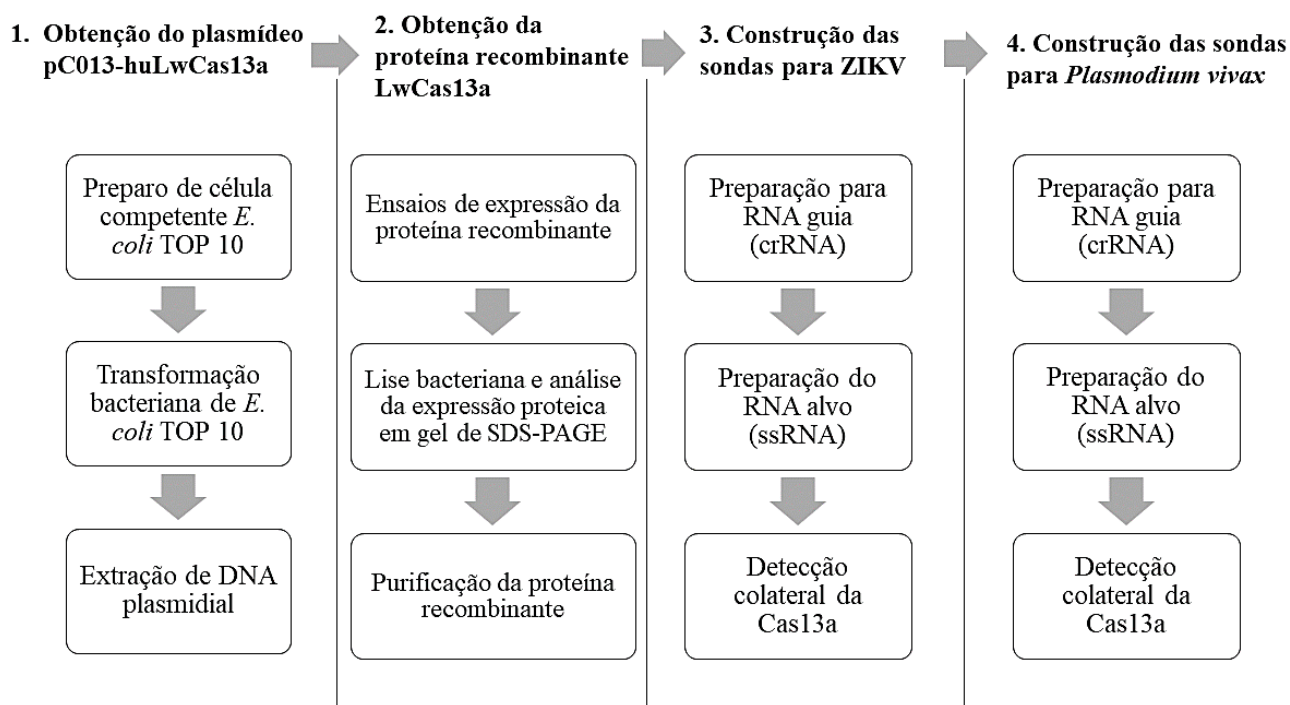 1. Obtenção do plasmídeo
pC013-huLwCas13a
2. Obtenção da
proteína recombinante
LwCas13a
3. Construção das
sondas para ZIKV
4. Construção das sondas
para Plasmodium vivax
Preparo de célula
competente E.
coli TOP 10
Transformação
bacteriana de E.
coli TOP 10
Extração de DNA
plasmidial
Ensaios de expressão da
proteína recombinante
Lise bacteriana e análise
da expressão proteica
em gel de SDS-PAGE
Purificação da proteína
recombinante
Preparação para
RNA guia
(crRNA)
Preparação do
RNA alvo
(ssRNA)
Detecção
colateral da
Cas13a
Preparação para
RNA guia
(crRNA)
Preparação do
RNA alvo
(ssRNA)
Detecção
colateral da
Cas13a